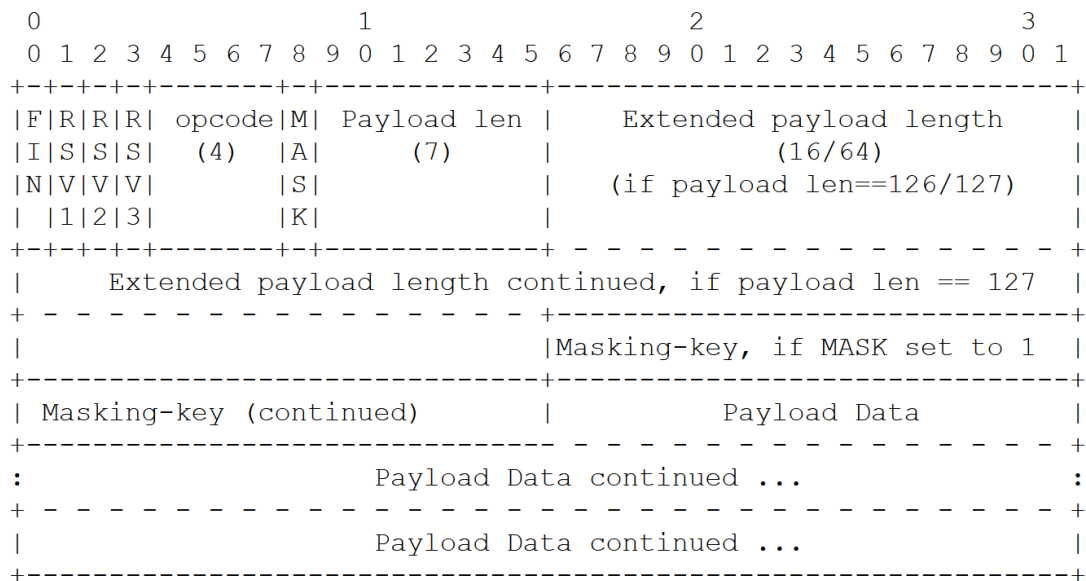 0                   1                   2                   3
 0 1 2 3 4 5 6 7 8 9 0 1 2 3 4 5 6 7 8 9 0 1 2 3 4 5 6 7 8 9 0 1
+-+-+-+-+-------+-+-------------+-------------------------------+
|F|R|R|R| opcode|M| Payload len |    Extended payload length    |
|I|S|S|S|  (4)  |A|     (7)     |             (16/64)           |
|N|V|V|V|       |S|             |   (if payload len==126/127)   |
| |1|2|3|       |K|             |                               |
+-+-+-+-+-------+-+-------------+ - - - - - - - - - - - - - - - +
|     Extended payload length continued, if payload len == 127  |
+ - - - - - - - - - - - - - - - +-------------------------------+
|                               |Masking-key, if MASK set to 1  |
+-------------------------------+-------------------------------+
| Masking-key (continued)       |          Payload Data         |
+-------------------------------- - - - - - - - - - - - - - - - +
:                     Payload Data continued ...                :
+ - - - - - - - - - - - - - - - - - - - - - - - - - - - - - - - +
|                     Payload Data continued ...                |
+---------------------------------------------------------------+